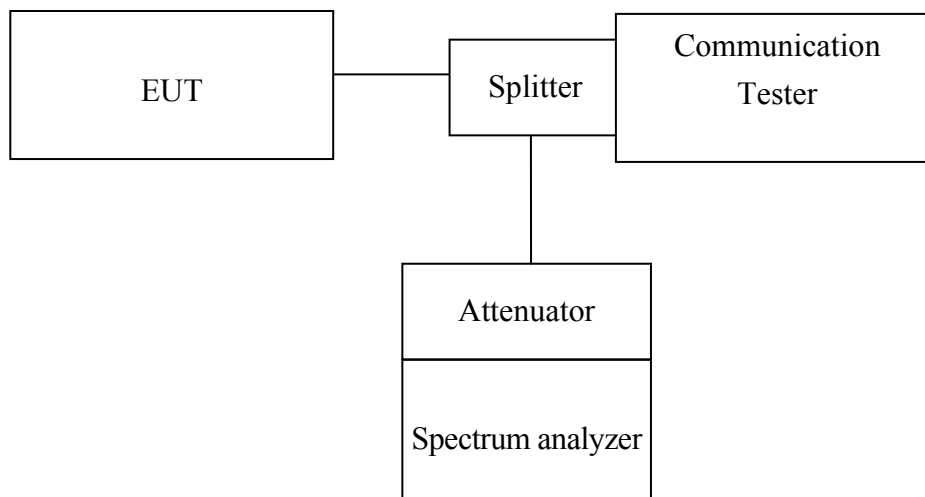 EUT
Splitter
Communication
Tester
Attenuator
Spectrum analyzer